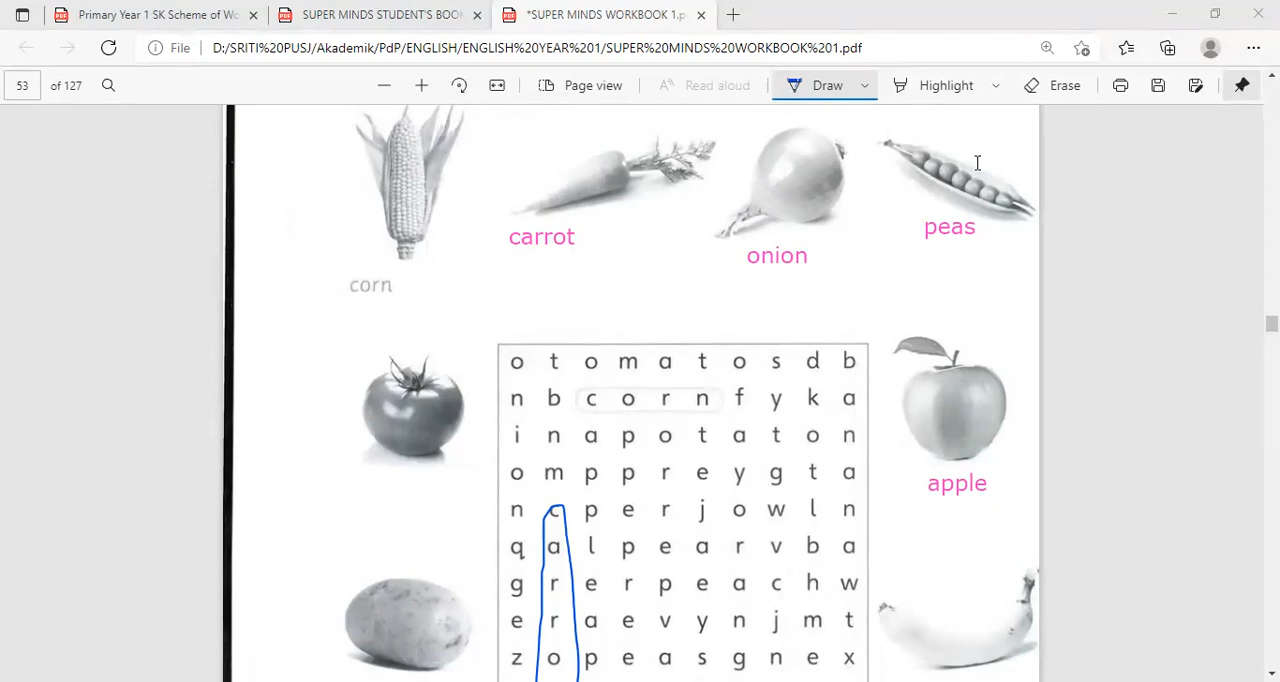 Primary Year 1 SK Scheme of Wo
SUPER MINDS STUDENT'S BOOK
*SUPER MINDS WORKBOOK 1.p
File
D:/SRITI%20PUSJ/Akademik/PdP/ENGLISH/ENGLISH%20YEAR%201/SUPER%20MINDS%20WORKBOOK%201.pdf
53 of 127
Page view
Read aloud
Draw
Highlight
Erase
carrot
onion
peas
corn
o t o m a t o s d b
n b c o r n f y k a
i n a p o t a t o n
o m p p r e y g t a
n c p e r j o w l n
q a l p e a r v b a
g r e r p e a c h w
e r a e v y n j m t
z o p e a s g n e x
apple